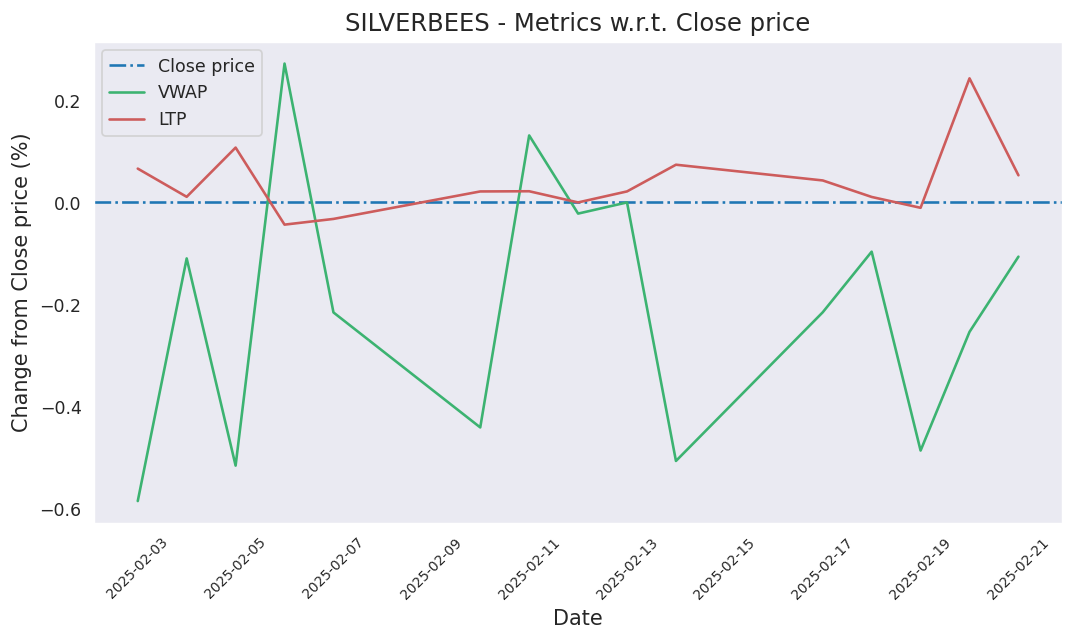 SILVERBEES - Metrics w.r.t. Close price
Close price
VWAP
LTP
Change from Close price (%)
0.2
0.0
−0.2
−0.4
−0.6
2025-02-03
2025-02-05
2025-02-07
2025-02-09
2025-02-11
2025-02-13
2025-02-15
2025-02-17
2025-02-19
2025-02-21
Date